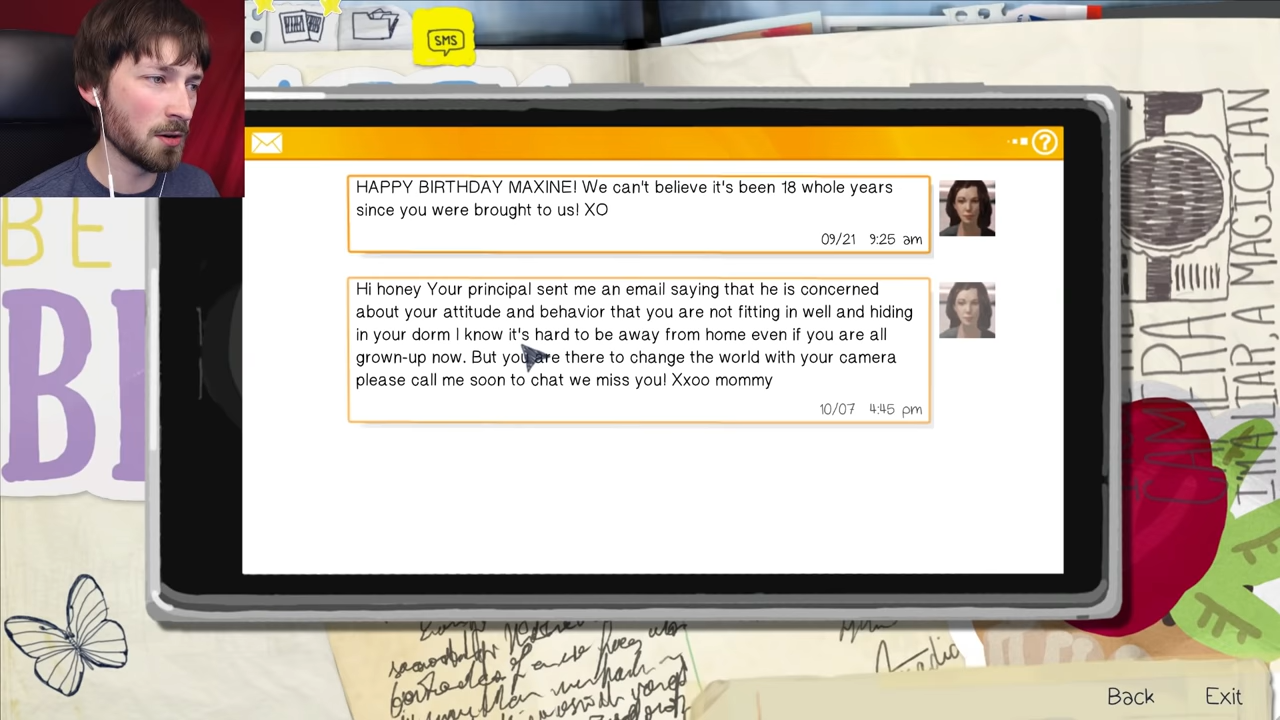 SMS
HAPPY BIRTHDAY MAXINE! We can't believe it's been 18 whole years
since you were brought to us! XO
09/21 9:25 am
Hi honey Your principal sent me an email saying that he is concerned
about your attitude and behavior that you are not fitting in well and hiding
in your dorm I know it's hard to be away from home even if you are all
grown-up now. But you are there to change the world with your camera
please call me soon to chat we miss you! Xxoo mommy
10/07 4:45 pm
BE
CAMERA
I'M A LIAR, A MAGICIAN
Back Exit